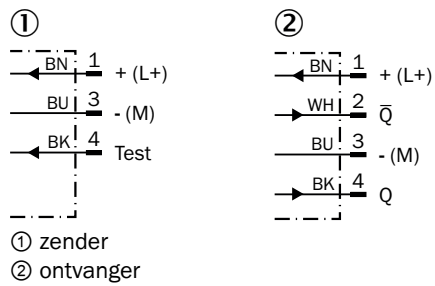 ① ②
BN 1 + (L+)
BU 3 - (M)
BK 4 Test
BN 1 + (L+)
WH 2 Q̅
BU 3 - (M)
BK 4 Q
① zender
② ontvanger